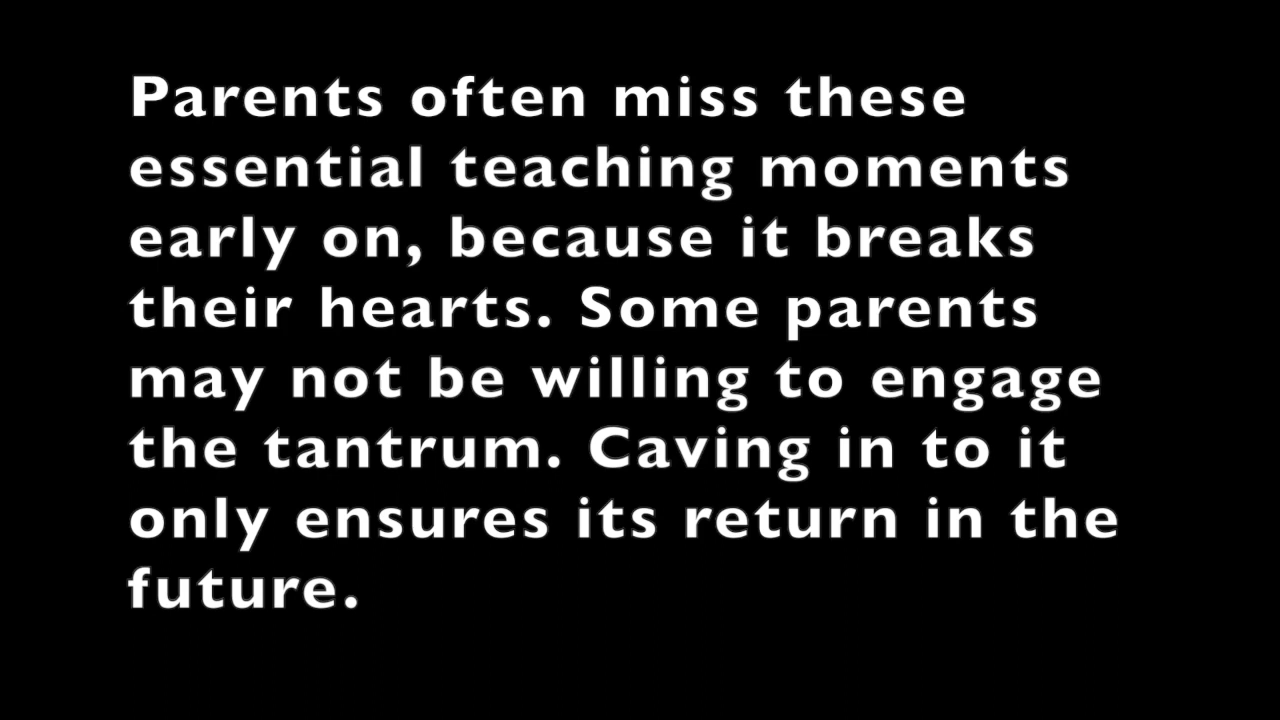 Parents often miss these
essential teaching moments
early on, because it breaks
their hearts. Some parents
may not be willing to engage
the tantrum. Caving in to it
only ensures its return in the
future.